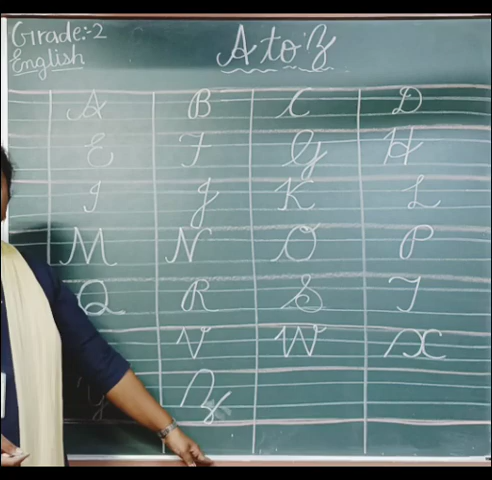 Grade:-2
English
A to Z
A B C D
E F G H
I J K L
M N O P
Q R S T
V W X
Y Z